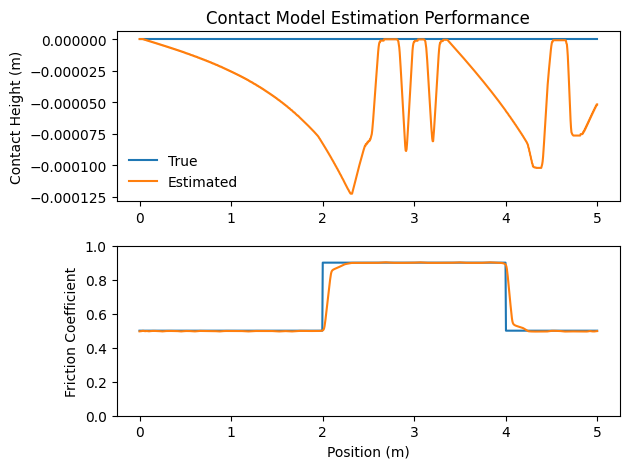 Contact Model Estimation Performance
Contact Height (m)
0.000000
−0.000025
−0.000050
−0.000075
−0.000100
−0.000125
True
Estimated
0 1 2 3 4 5
Friction Coefficient
1.0
0.8
0.6
0.4
0.2
0.0
0 1 2 3 4 5
Position (m)